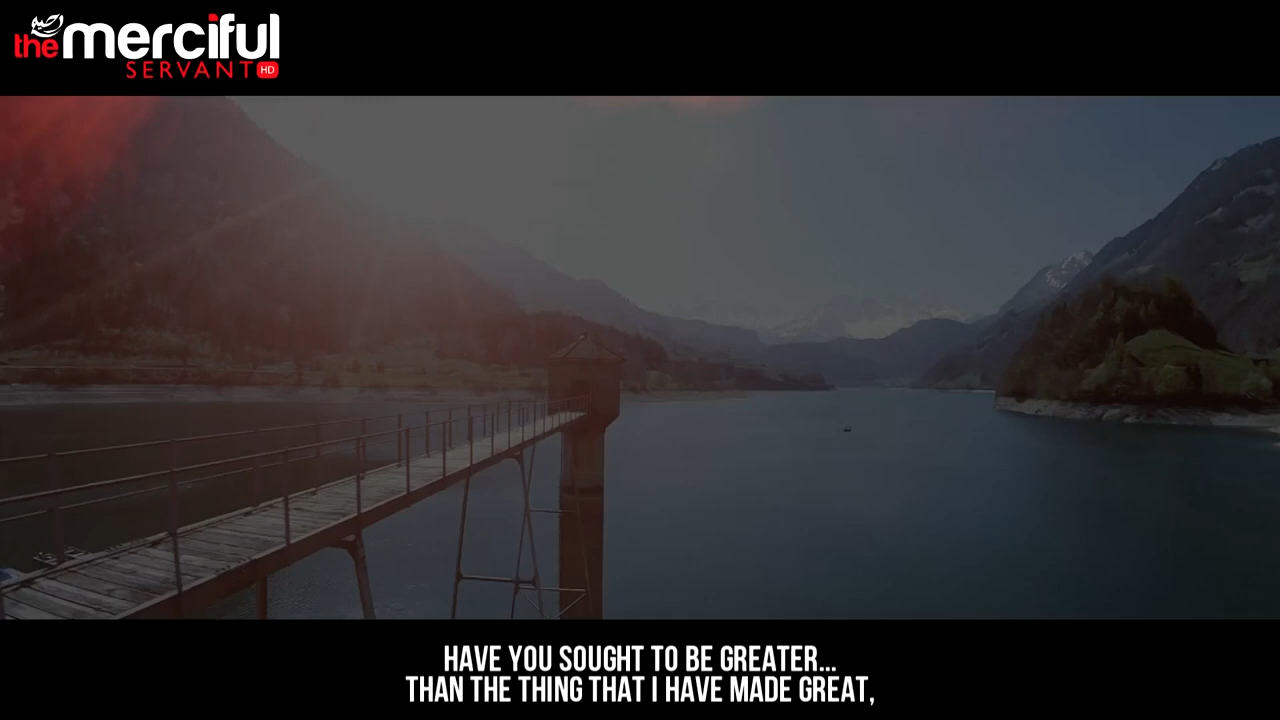 the merciful
SERVANT HD
HAVE YOU SOUGHT TO BE GREATER...
THAN THE THING THAT I HAVE MADE GREAT,